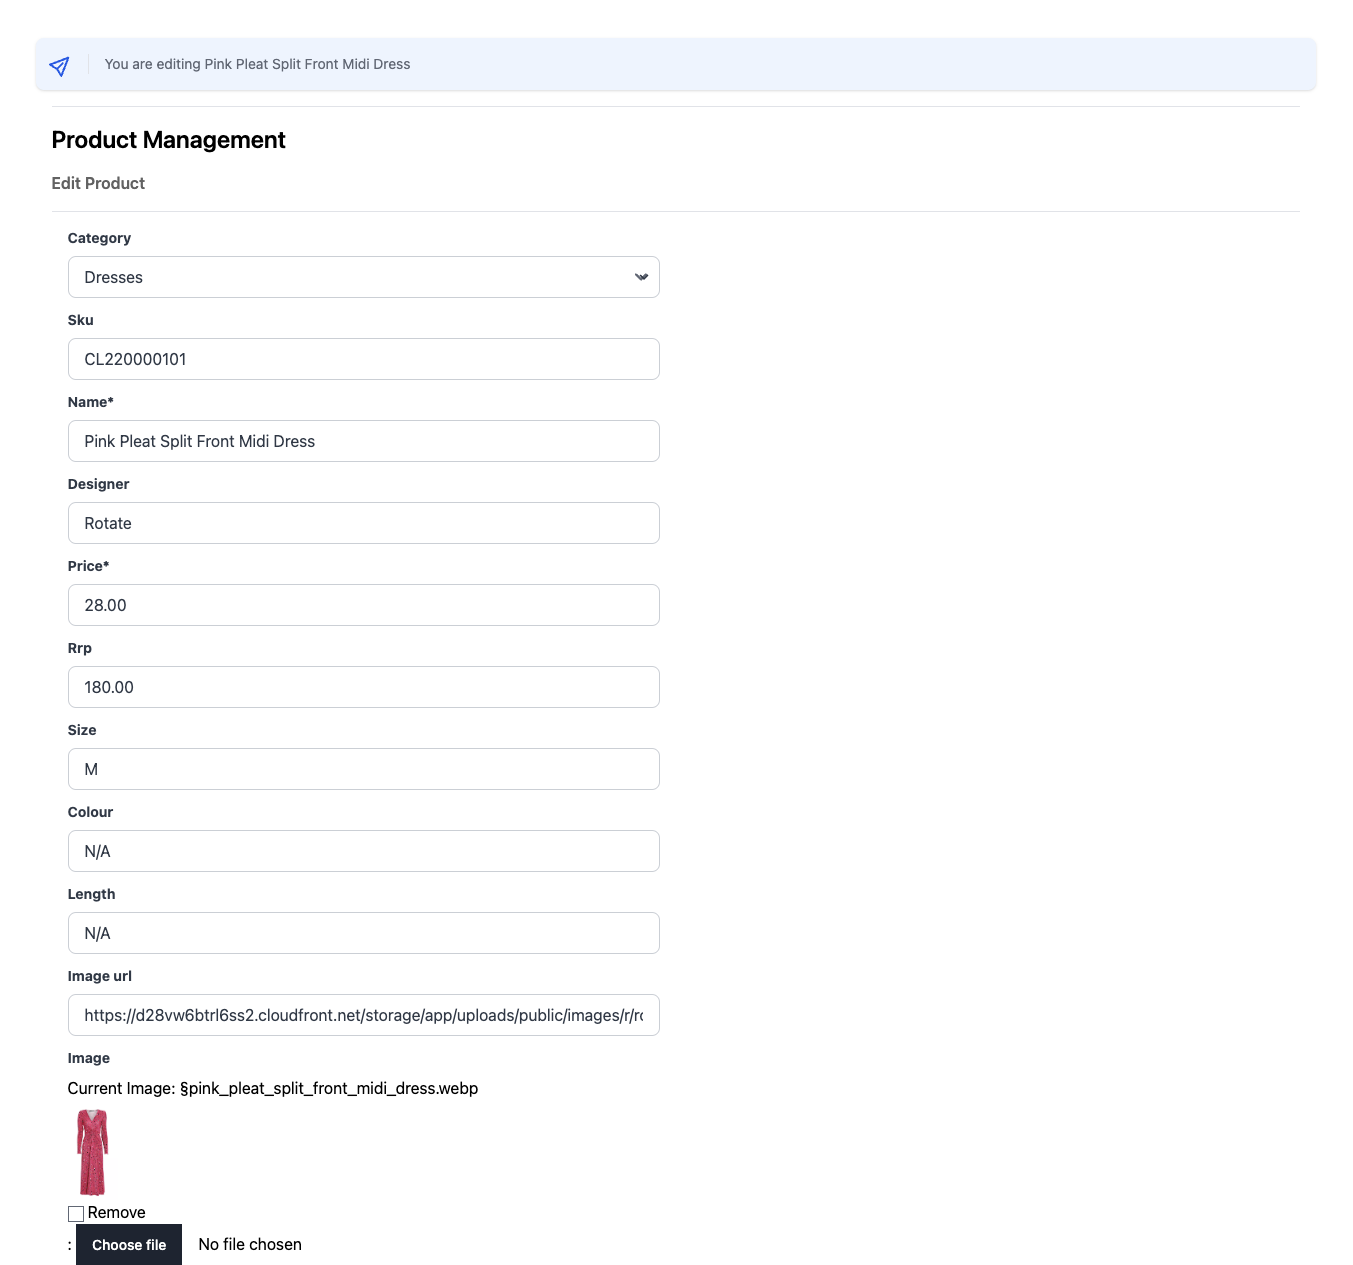 You are editing Pink Pleat Split Front Midi Dress
Product Management
Edit Product
Category
Dresses
Sku
CL220000101
Name*
Pink Pleat Split Front Midi Dress
Designer
Rotate
Price*
28.00
Rrp
180.00
Size
M
Colour
N/A
Length
N/A
Image url
https://d28vw6btrl6ss2.cloudfront.net/storage/app/uploads/public/images/r/
Image
Current Image: §pink_pleat_split_front_midi_dress.webp
Remove
: Choose file No file chosen